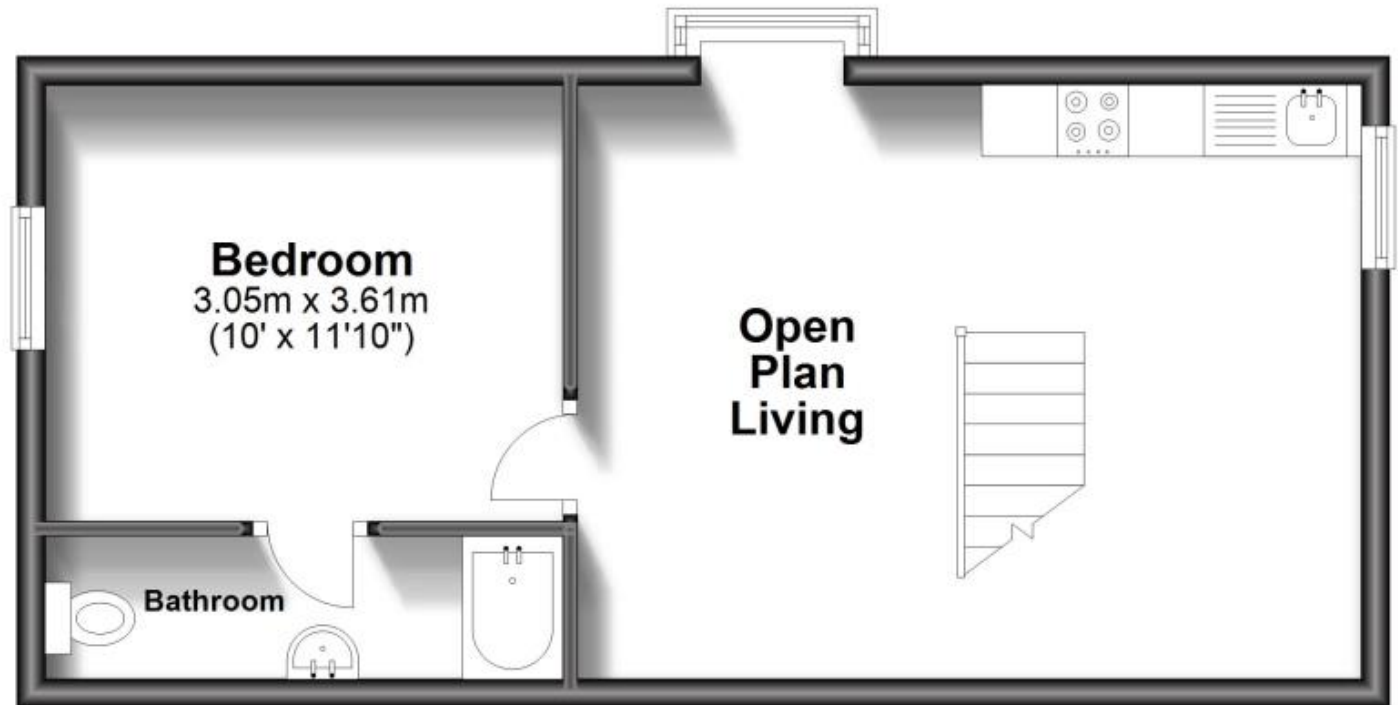 Bedroom
3.05m x 3.61m
(10' x 11'10")
Open
Plan
Living
Bathroom